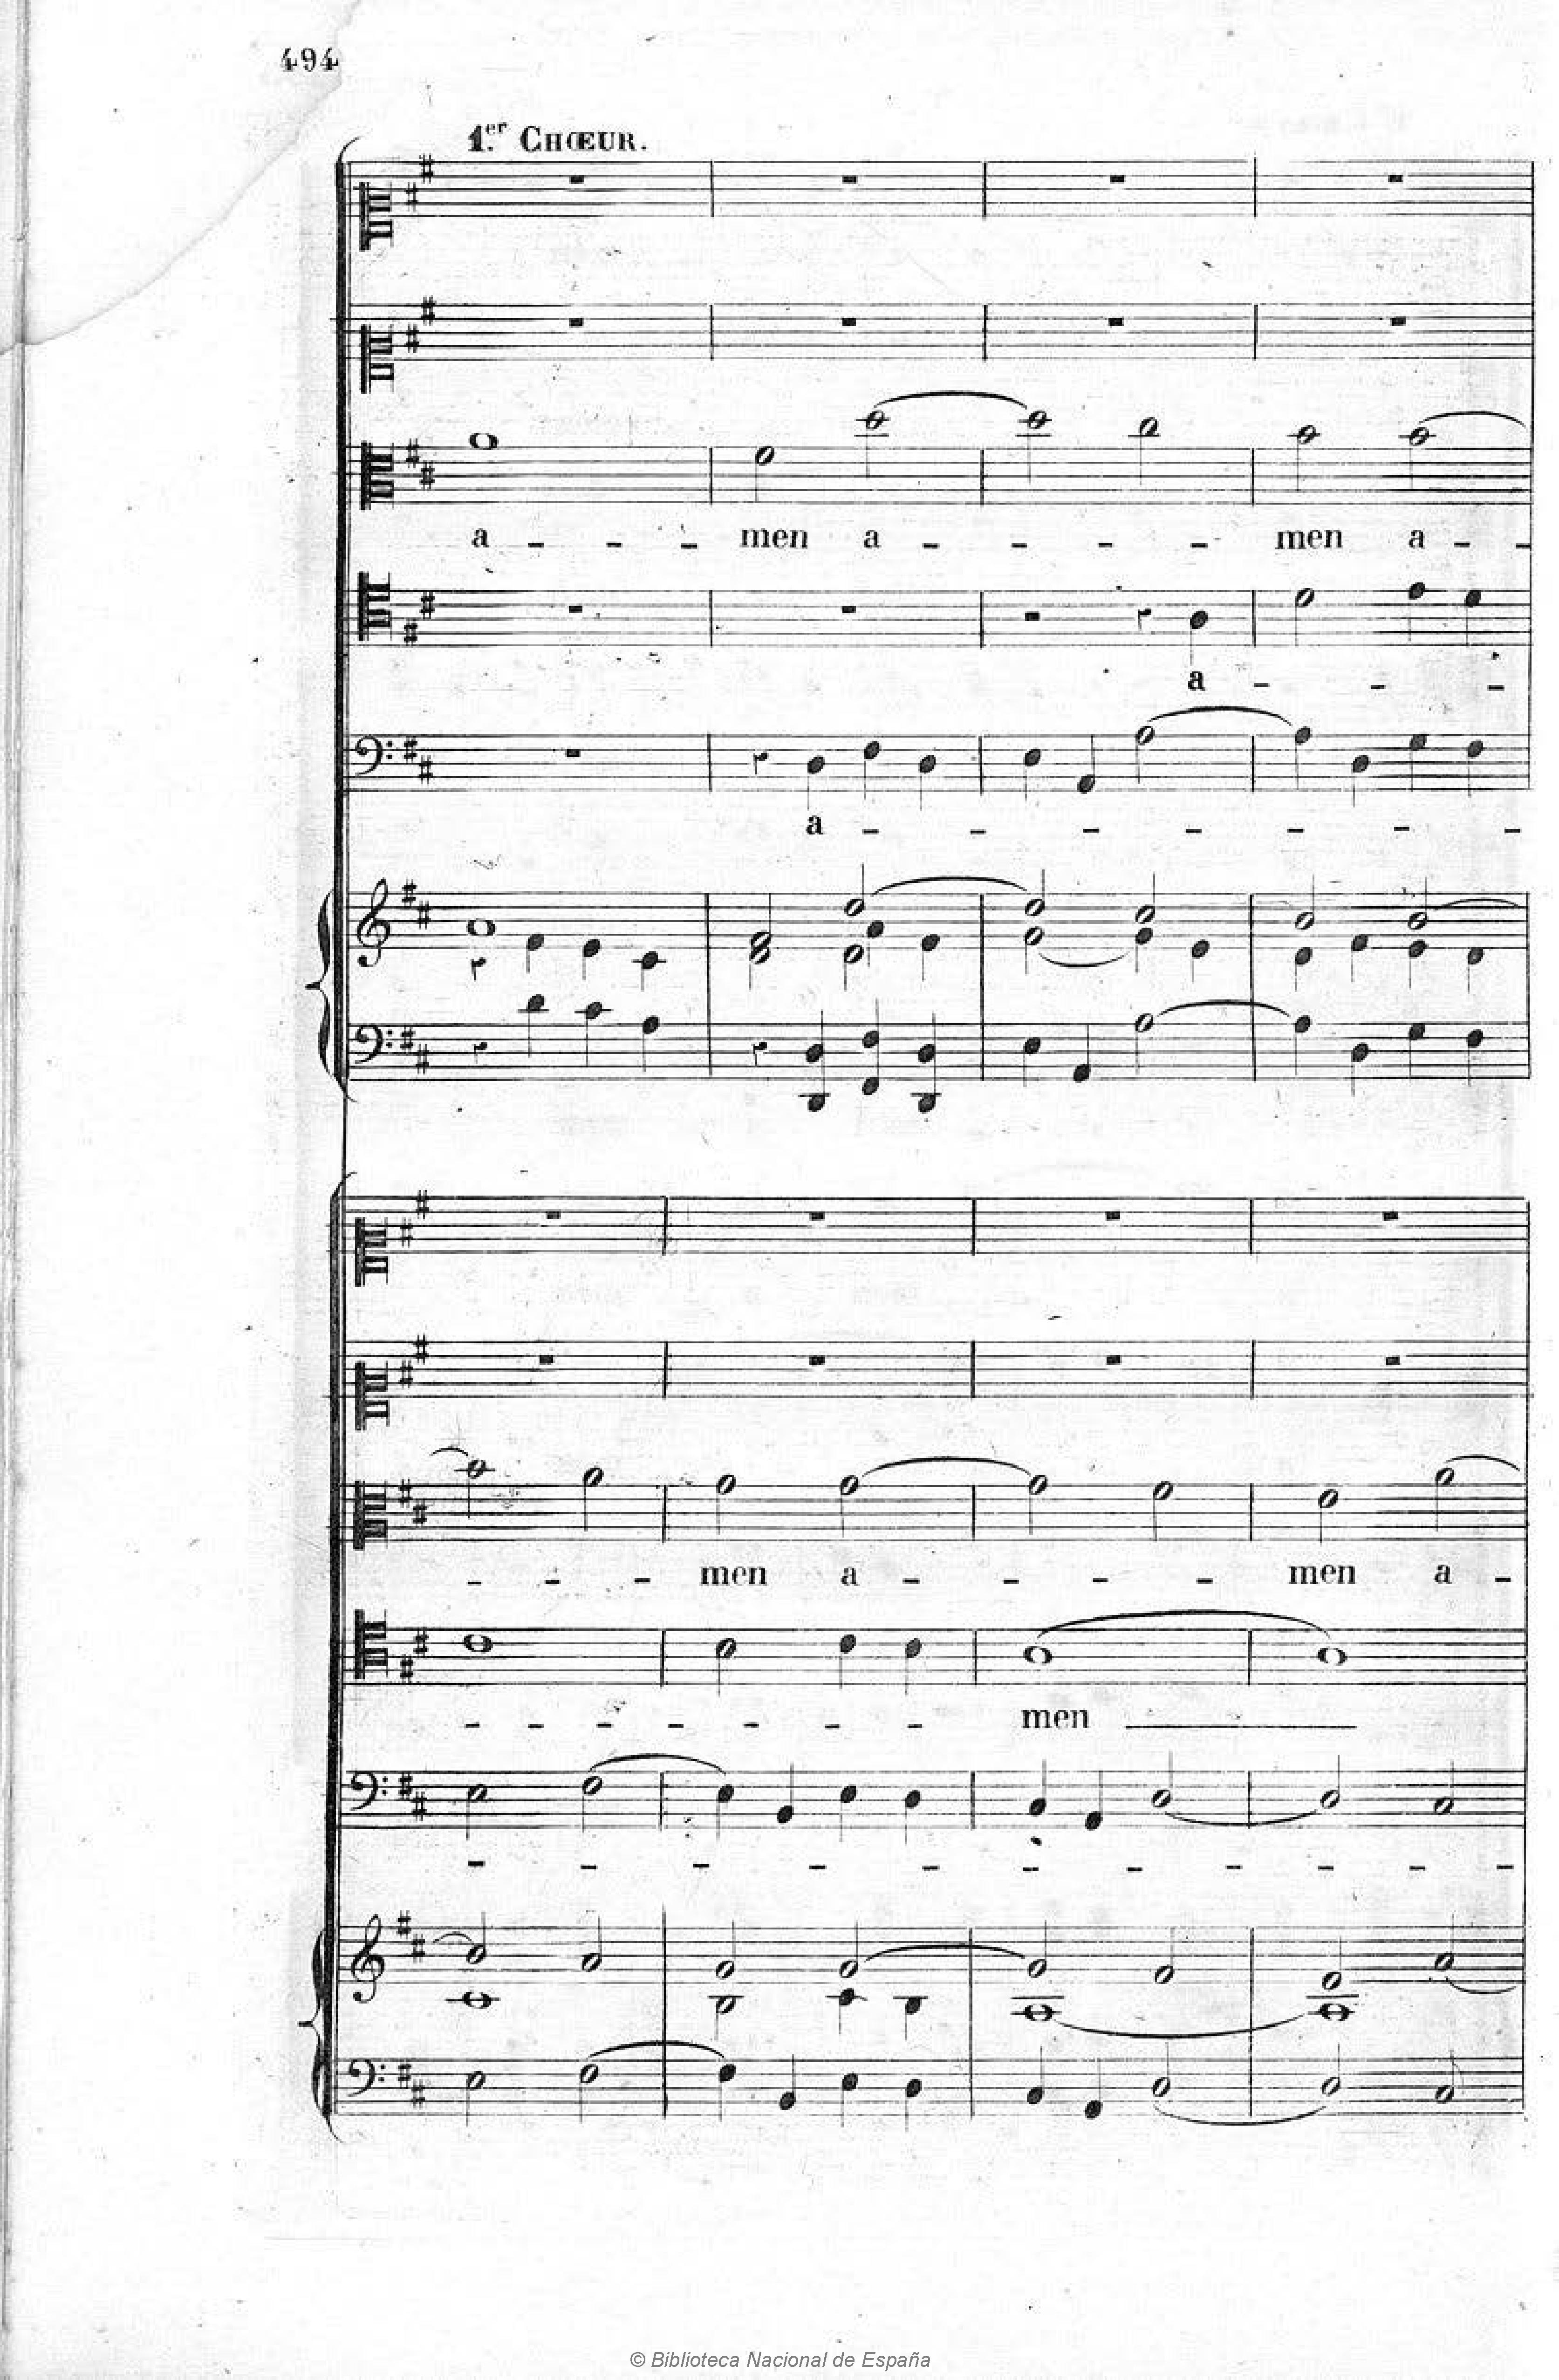 494
1.er CHŒUR.
a - - - men a - - - - men a - -
a - - -
a - - - - - - -
- - - men a - - - - men a -
- - - - - - - men
- - - - - - - - - - -
© Biblioteca Nacional de España